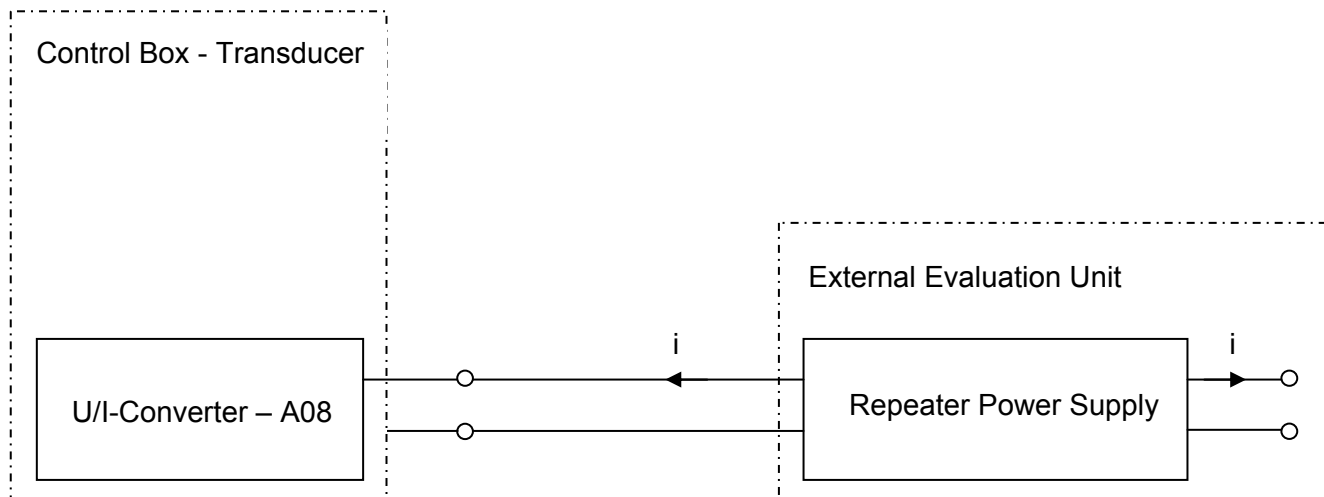 Control Box - Transducer
External Evaluation Unit
i
i
U/I-Converter – A08
Repeater Power Supply